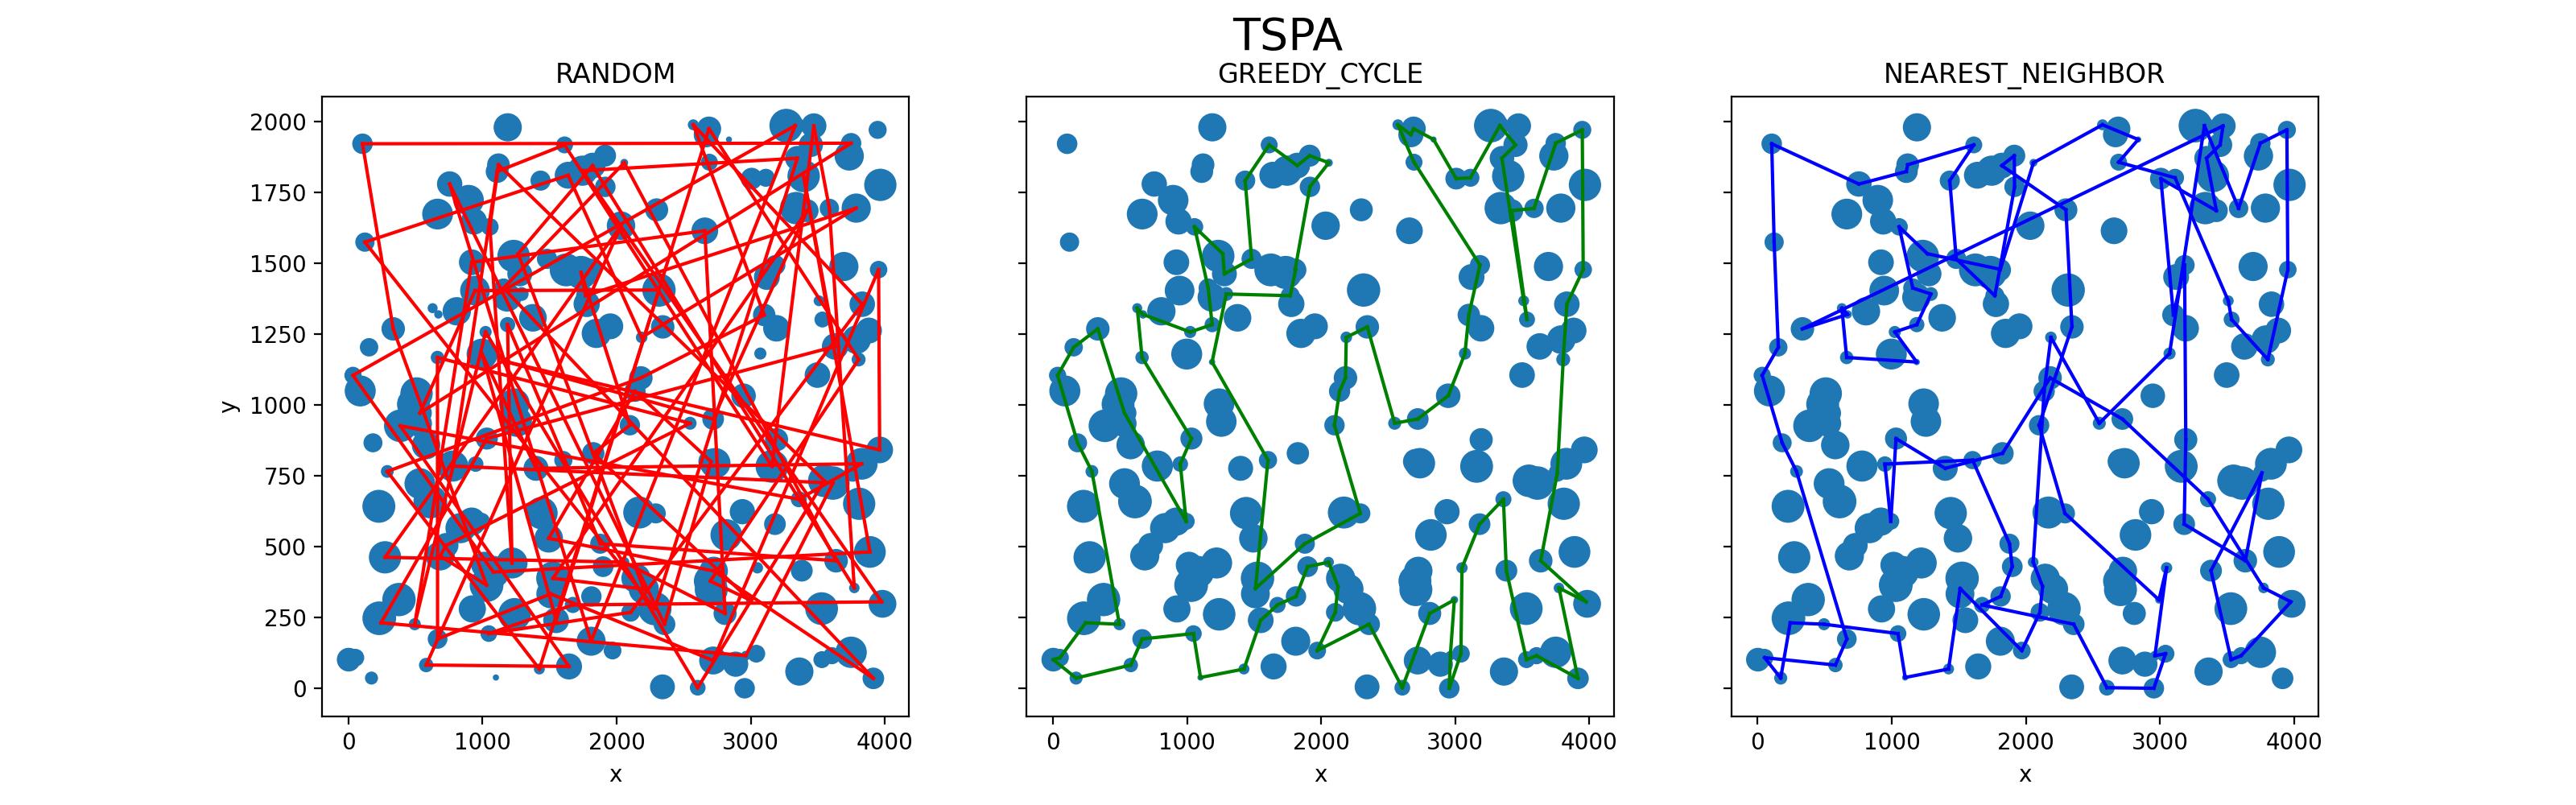 TSPA
RANDOM GREEDY_CYCLE NEAREST_NEIGHBOR
2000
1750
1500
1250
1000
750
500
250
0
y
0 1000 2000 3000 4000 0 1000 2000 3000 4000 0 1000 2000 3000 4000
x x x